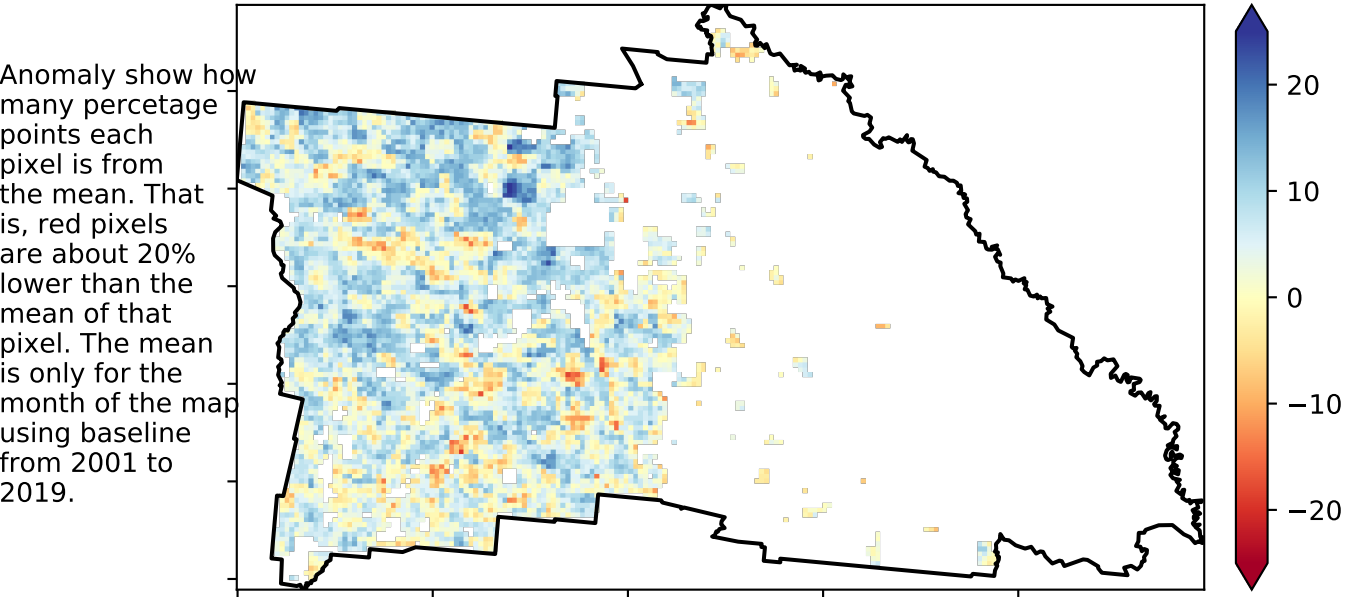 Anomaly show how
many percetage
points each
pixel is from
the mean. That
is, red pixels
are about 20%
lower than the
mean of that
pixel. The mean
is only for the
month of the map
using baseline
from 2001 to
2019.
20
10
0
−10
−20